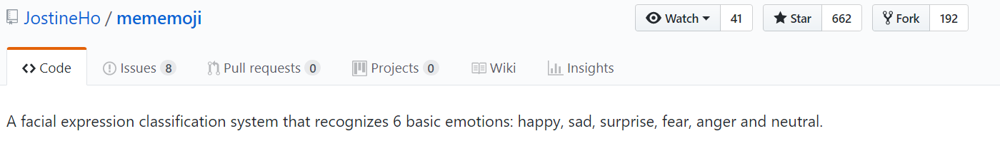 JostineHo / mememoji Watch 41 Star 662 Fork 192
Code Issues 8 Pull requests 0 Projects 0 Wiki Insights
A facial expression classification system that recognizes 6 basic emotions: happy, sad, surprise, fear, anger and neutral.